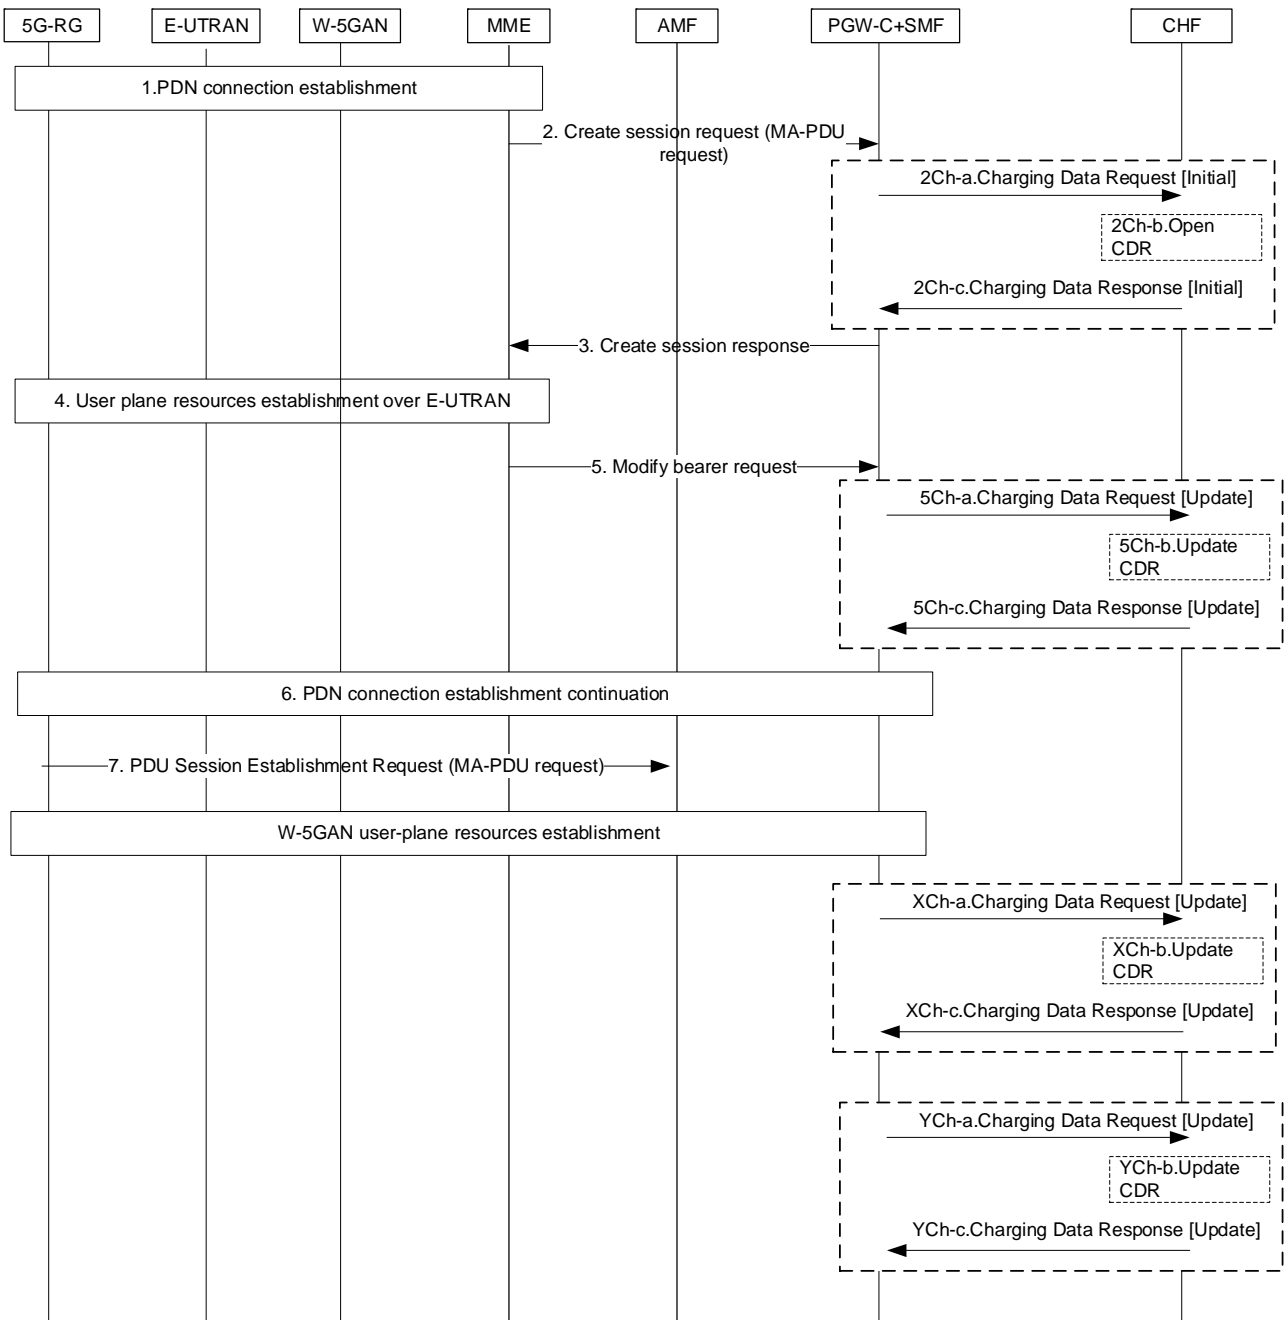 5G-RG
E-UTRAN
W-5GAN
MME
AMF
PGW-C+SMF
CHF
1.PDN connection establishment
2. Create session request (MA-PDU
request)
2Ch-a.Charging Data Request [Initial]
2Ch-b.Open
CDR
2Ch-c.Charging Data Response [Initial]
3. Create session response
4. User plane resources establishment over E-UTRAN
5. Modify bearer request
5Ch-a.Charging Data Request [Update]
5Ch-b.Update
CDR
5Ch-c.Charging Data Response [Update]
6. PDN connection establishment continuation
7. PDU Session Establishment Request (MA-PDU request)
W-5GAN user-plane resources establishment
XCh-a.Charging Data Request [Update]
XCh-b.Update
CDR
XCh-c.Charging Data Response [Update]
YCh-a.Charging Data Request [Update]
YCh-b.Update
CDR
YCh-c.Charging Data Response [Update]